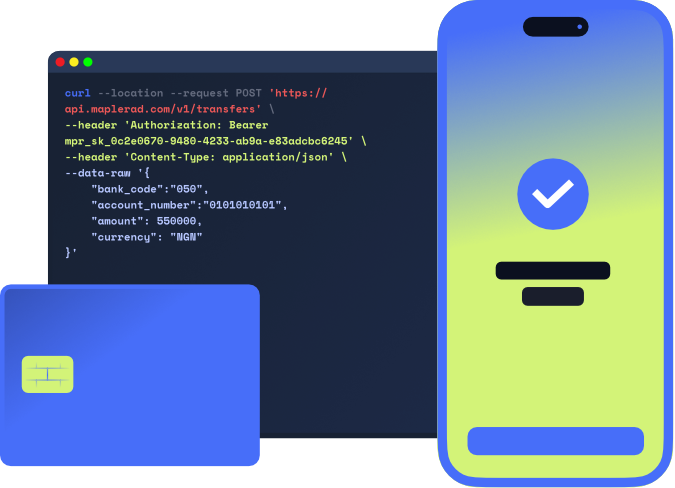 curl --location --request POST 'https://
api.maplerad.com/v1/transfers' \
--header 'Authorization: Bearer
mpr_sk_0c2e0670-9480-4233-ab9a-e83adcbc6245' \
--header 'Content-Type: application/json' \
--data-raw '{
    "bank_code":"050",
    "account_number":"0101010101",
    "amount": 550000,
    "currency": "NGN"
}'